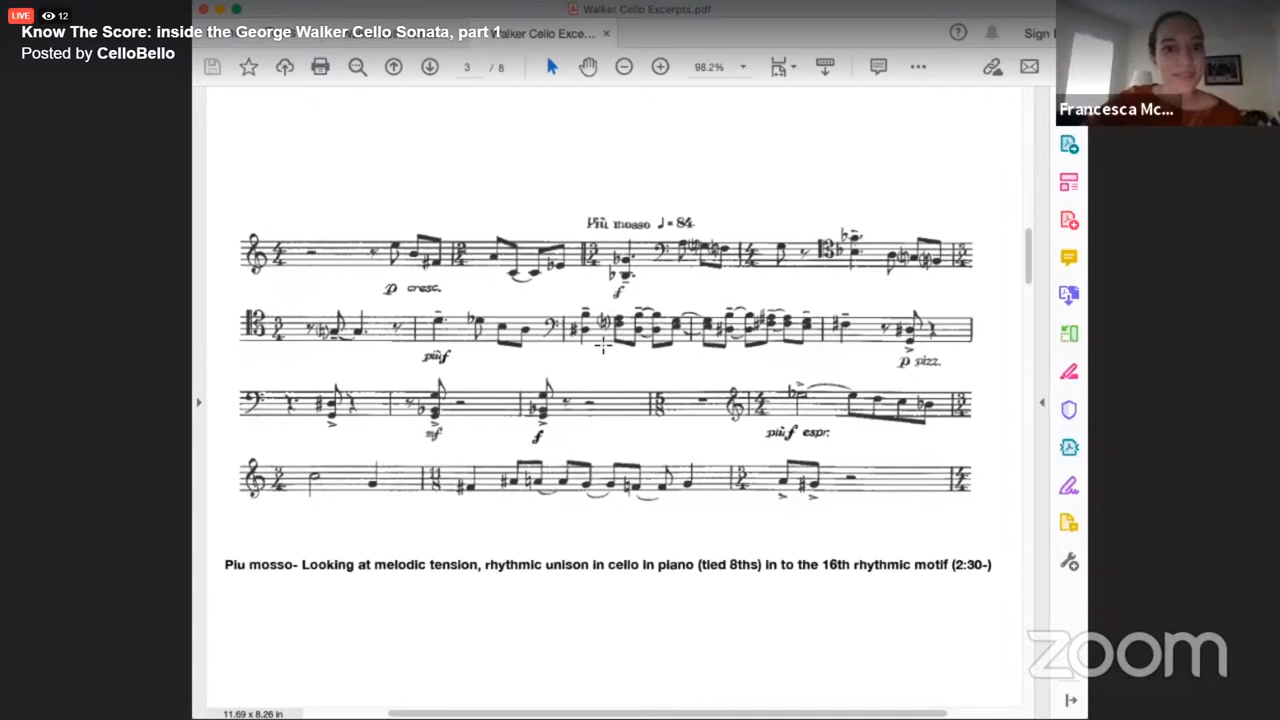 LIVE 12
Walker Cello Excerpts.pdf
Know The Score: inside the George Walker Cello Sonata, part 1
Walker Cello Exce...
Sign
Posted by CelloBello
3 / 8
98.2%
Francesca Mc...
Più mosso ♩ = 84
p cresc.
f
più f
p pizz.
mf
f
più f espr.
Piu mosso- Looking at melodic tension, rhythmic unison in cello in piano (tied 8ths) in to the 16th rhythmic motif (2:30-)
zoom
11.69 x 8.26 in